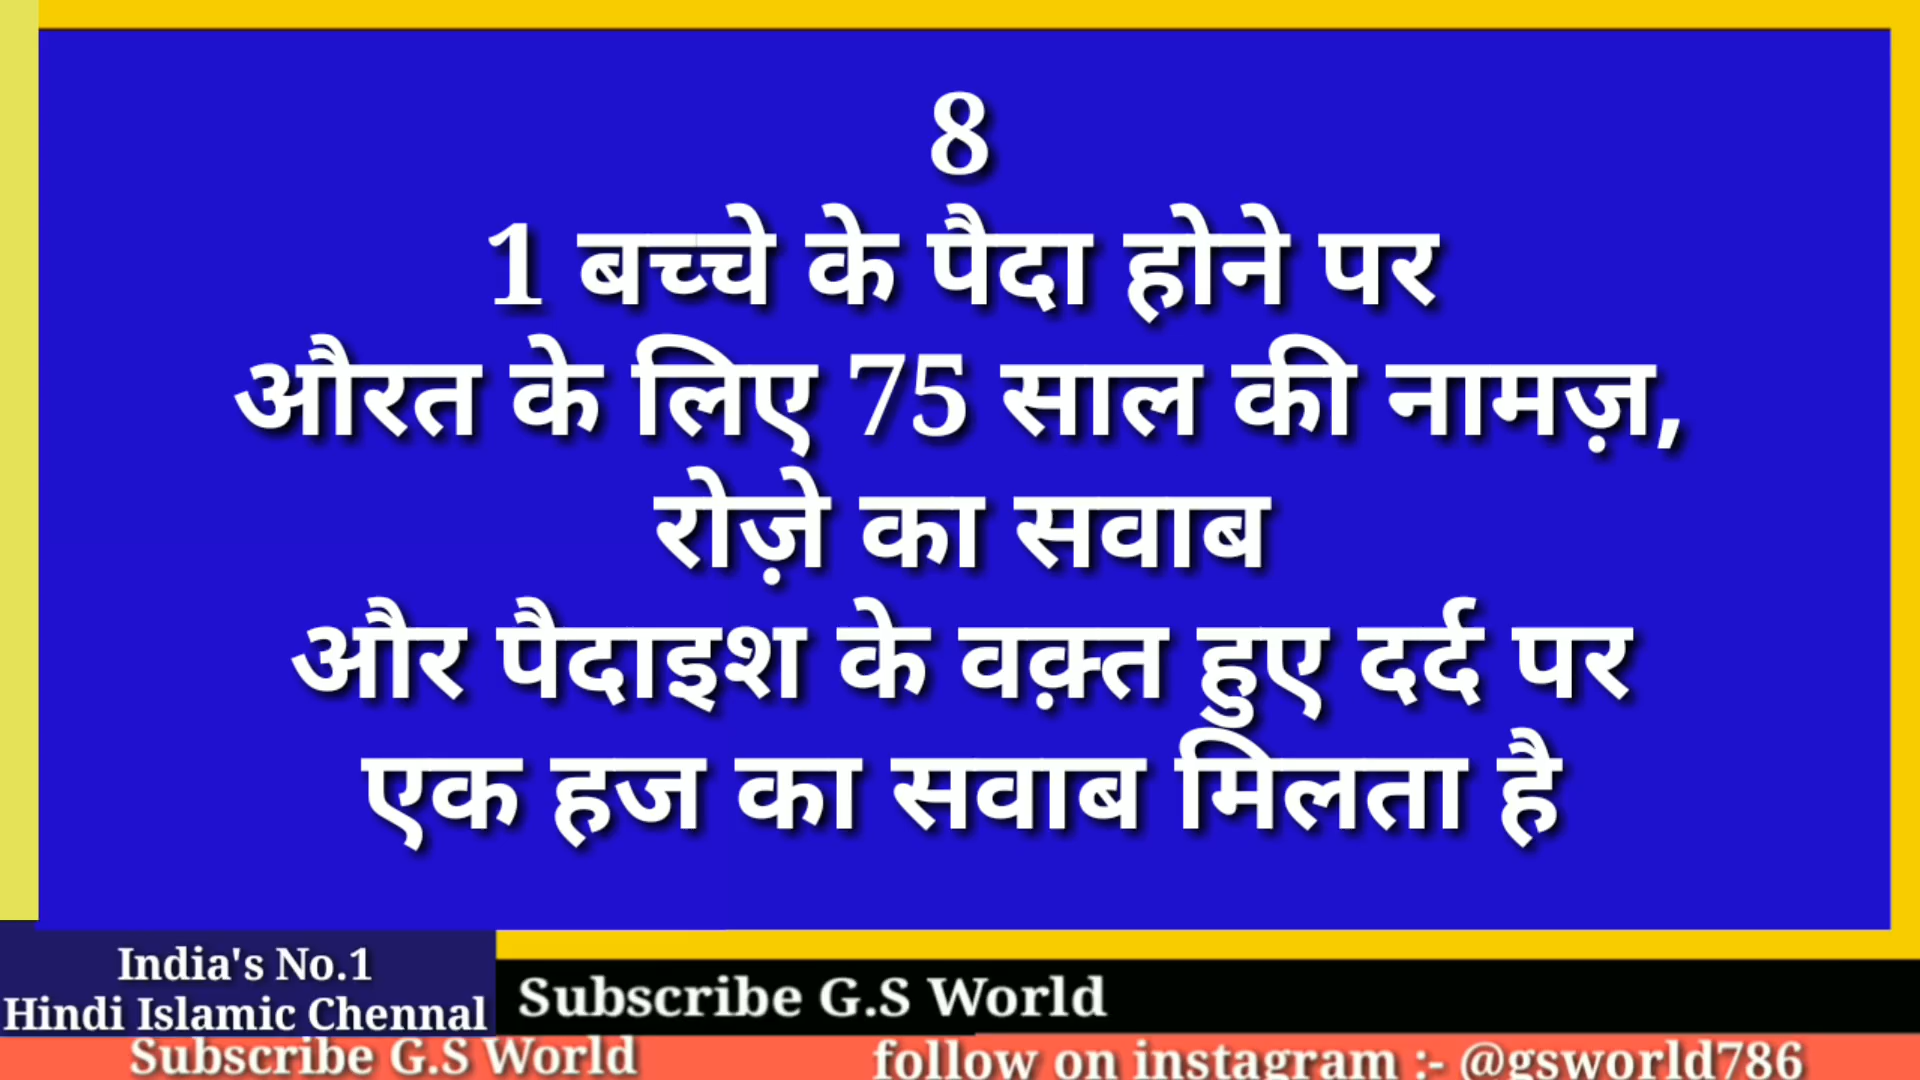 8
1 बच्चे के पैदा होने पर
औरत के लिए 75 साल की नामज़,
रोज़े का सवाब
और पैदाइश के वक़्त हुए दर्द पर
एक हज का सवाब मिलता है
India's No.1
Hindi Islamic Chennal
Subscribe G.S World
Subscribe G.S World
follow on instagram :- @gsworld786